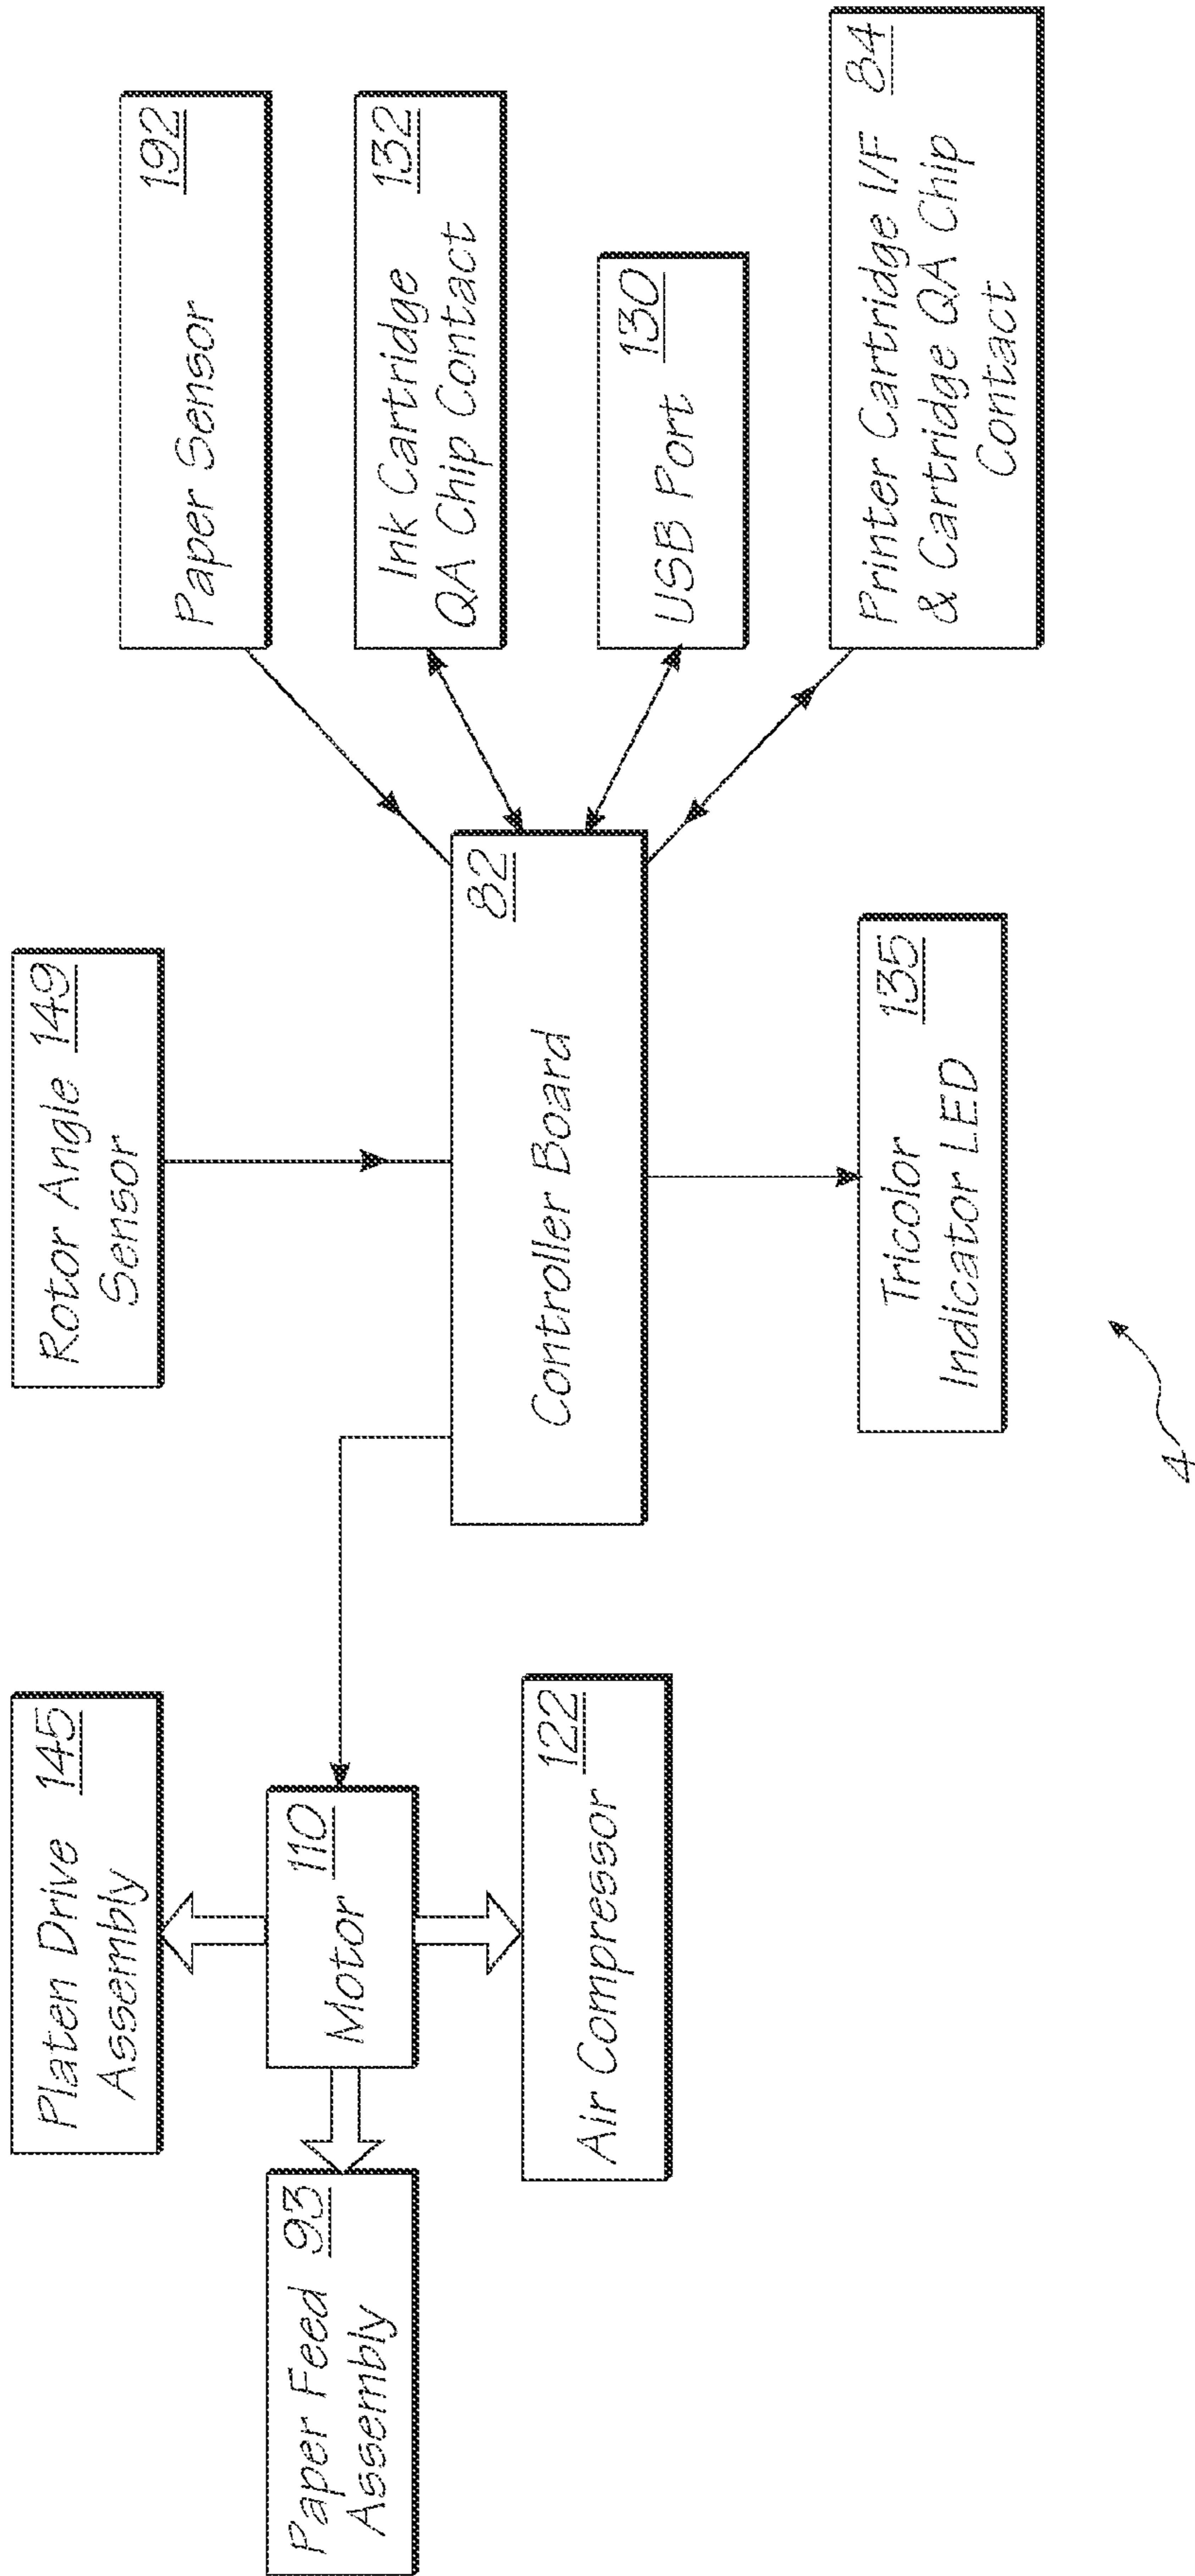 Platen Drive 145
Assembly
Rotor Angle 149
Sensor
Paper Sensor 192
Paper Feed 93
Assembly
Motor 110
Ink Cartridge 132
QA Chip Contact
Controller Board 82
Air Compressor 122
USB Port 130
Tricolor 135
Indicator LED
Printer Cartridge I/F 84
& Cartridge QA Chip
Contact
4